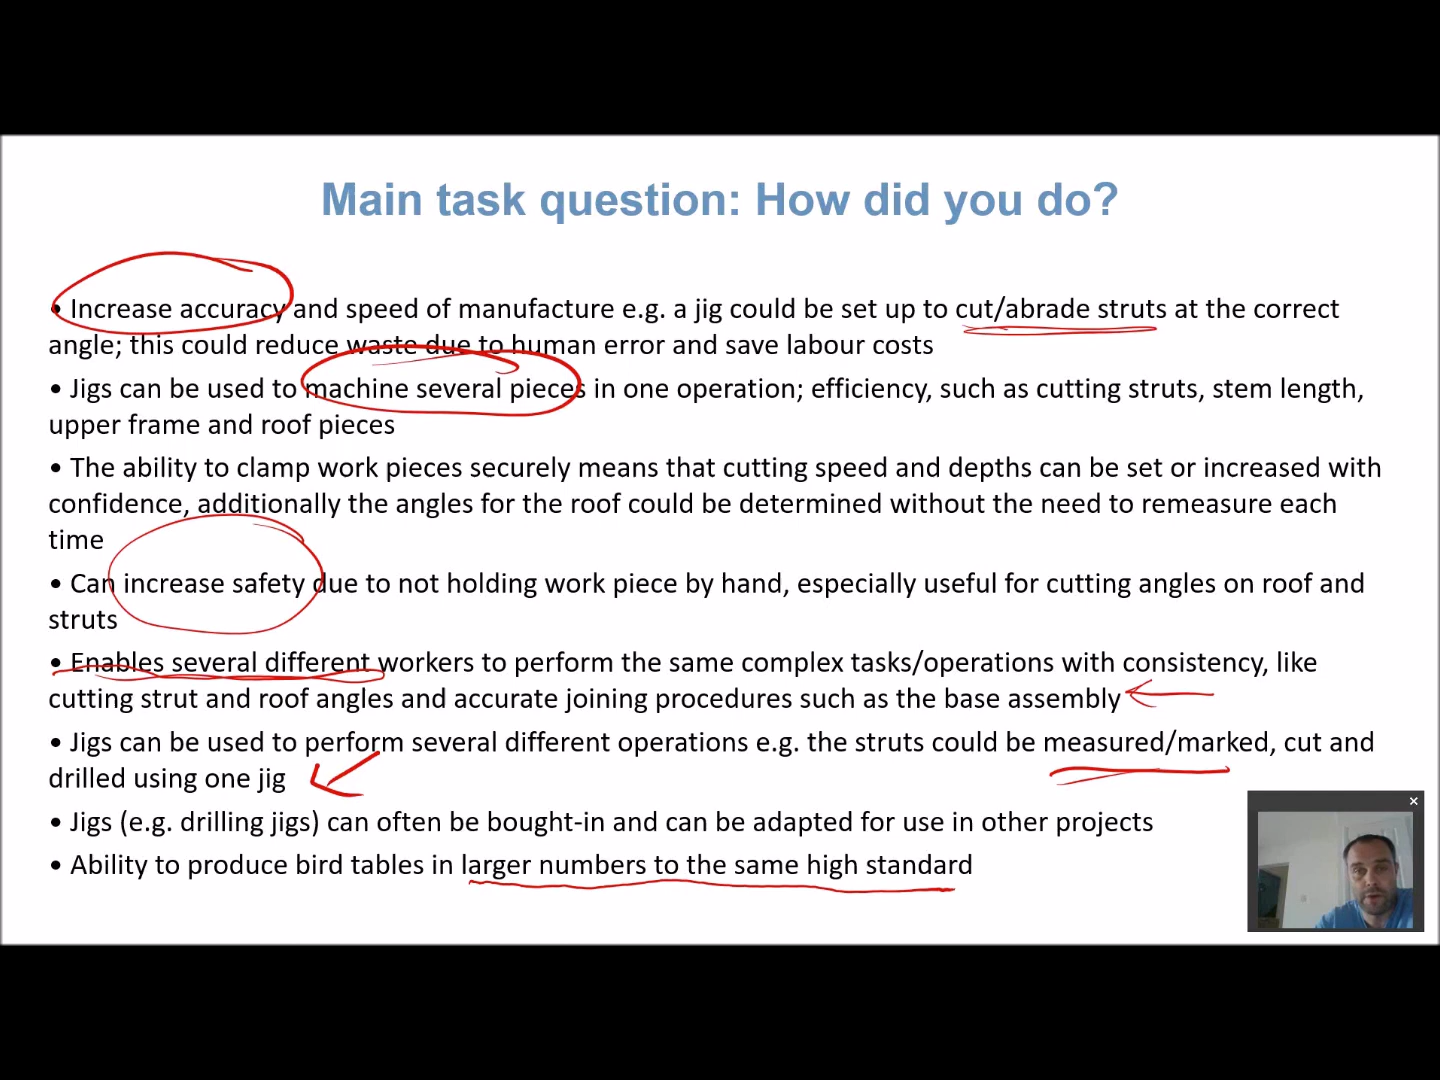 Main task question: How did you do?
• Increase accuracy and speed of manufacture e.g. a jig could be set up to cut/abrade struts at the correct
angle; this could reduce waste due to human error and save labour costs
• Jigs can be used to machine several pieces in one operation; efficiency, such as cutting struts, stem length,
upper frame and roof pieces
• The ability to clamp work pieces securely means that cutting speed and depths can be set or increased with
confidence, additionally the angles for the roof could be determined without the need to remeasure each
time
• Can increase safety due to not holding work piece by hand, especially useful for cutting angles on roof and
struts
• Enables several different workers to perform the same complex tasks/operations with consistency, like
cutting strut and roof angles and accurate joining procedures such as the base assembly
• Jigs can be used to perform several different operations e.g. the struts could be measured/marked, cut and
drilled using one jig
• Jigs (e.g. drilling jigs) can often be bought-in and can be adapted for use in other projects
• Ability to produce bird tables in larger numbers to the same high standard